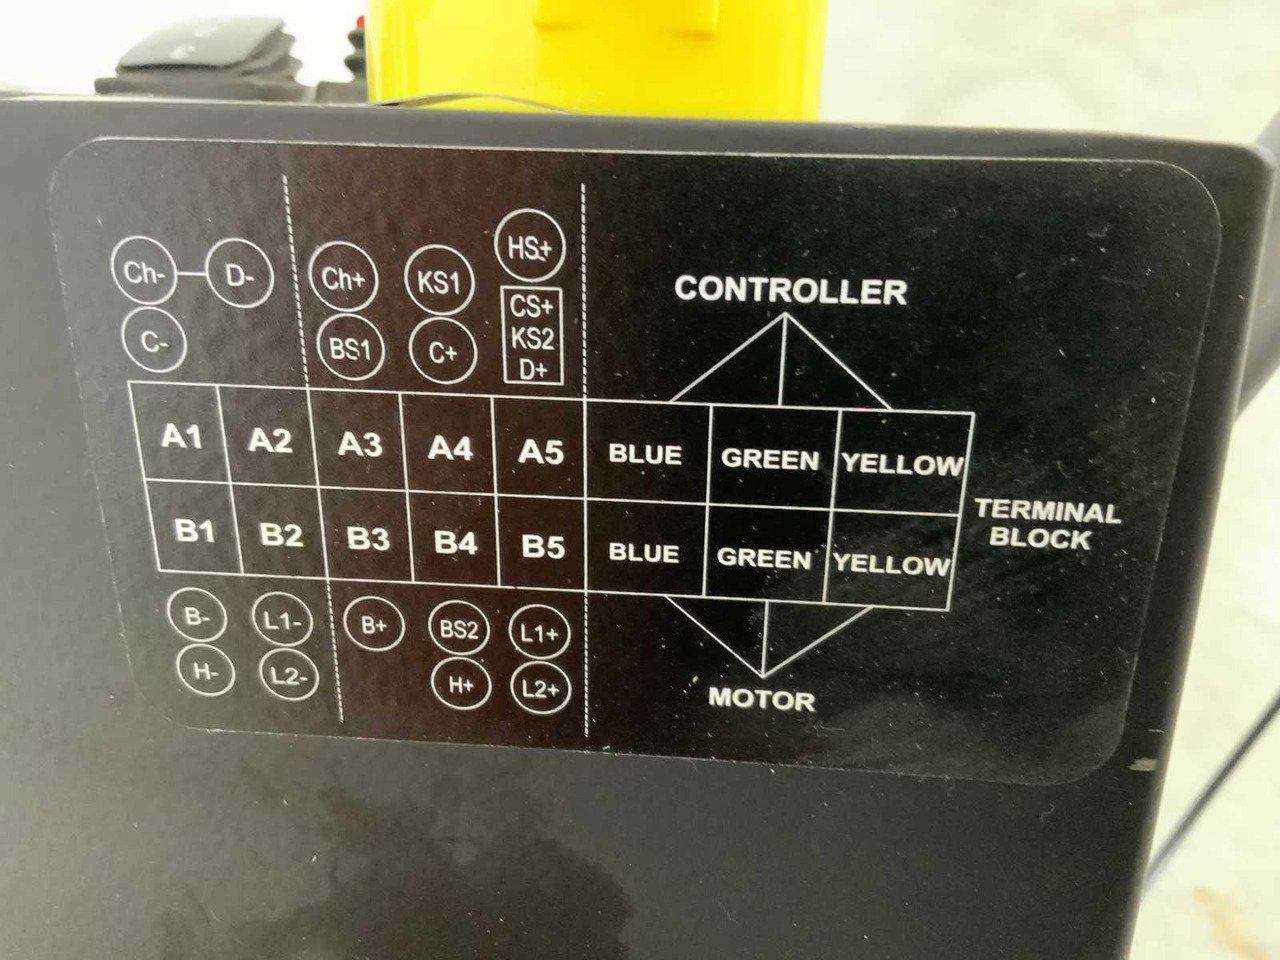 HS+
Ch- D- Ch+ KS1 CS+
C- BS1 C+ KS2
D+
CONTROLLER
A1 A2 A3 A4 A5 BLUE GREEN YELLOW
B1 B2 B3 B4 B5 BLUE GREEN YELLOW
TERMINAL
BLOCK
B- L1- B+ BS2 L1+
H- L2- H+ L2+
MOTOR